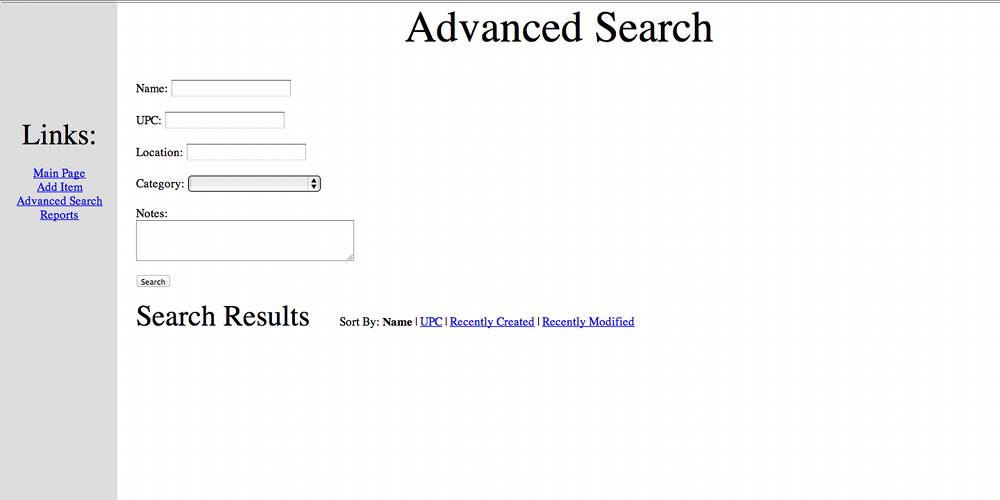 Advanced Search
Links:
Main Page
Add Item
Advanced Search
Reports
Name:
UPC:
Location:
Category:
Notes:
Search
Search Results
Sort By: Name | UPC | Recently Created | Recently Modified